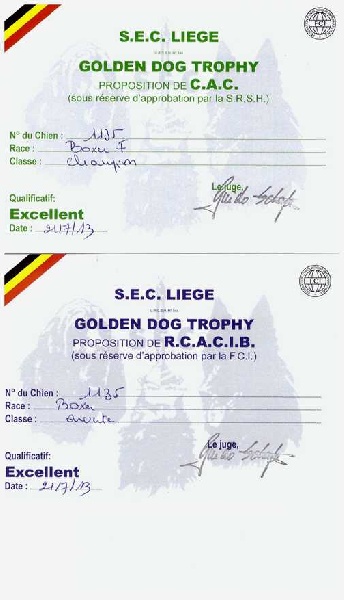 S.E.C. LIEGE
GOLDEN DOG TROPHY
PROPOSITION DE C.A.C.
(sous réserve d'approbation par la S.R.S.H.)
N° du Chien : 1135
Race : Boxer F
Classe : Champion
Qualificatif:
Excellent
Date : 21/7/13
Le juge,
S.E.C. LIEGE
GOLDEN DOG TROPHY
PROPOSITION DE R.C.A.C.I.B.
(sous réserve d'approbation par la F.C.I.)
N° du Chien : 1135
Race : Boxer
Classe :
Qualificatif:
Excellent
Date : 21/7/13
Le juge,